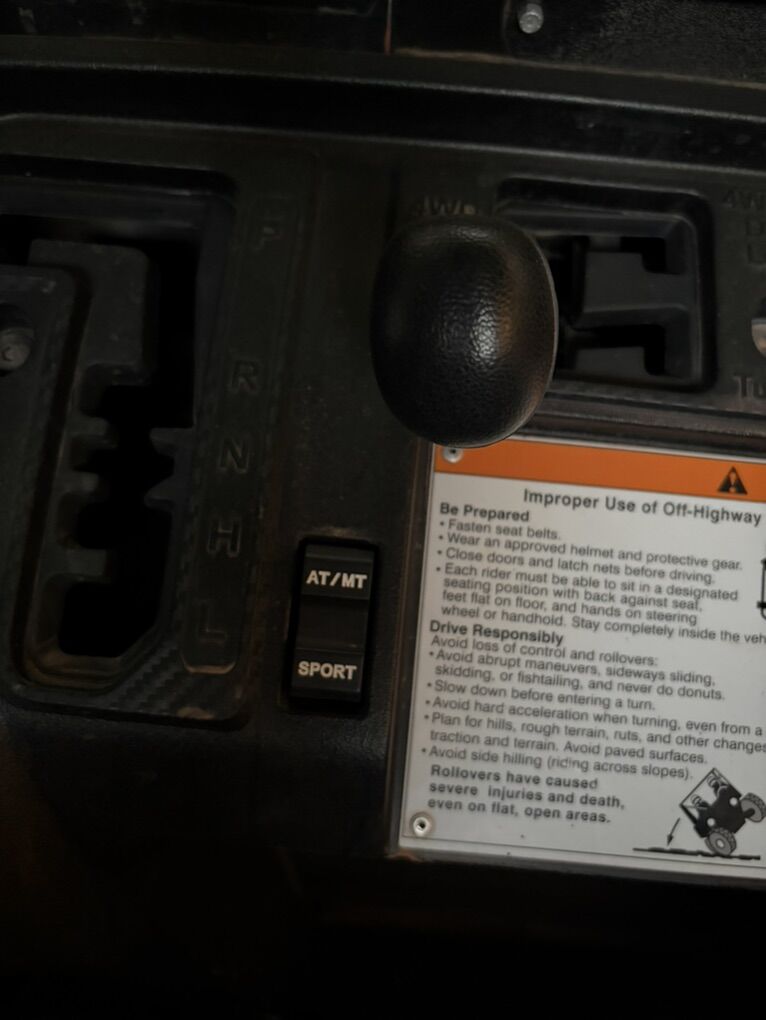 4WD
4W
P
R
N
Tu
H
L
AT/MT
SPORT
Improper Use of Off-Highway
Be Prepared
• Fasten seat belts.
• Wear an approved helmet and protective gear.
• Close doors and latch nets before driving.
• Each rider must be able to sit in a designated
seating position with back against seat,
feet flat on floor, and hands on steering
wheel or handhold. Stay completely inside the veh
Drive Responsibly
Avoid loss of control and rollovers:
• Avoid abrupt maneuvers, sideways sliding,
skidding, or fishtailing, and never do donuts.
• Slow down before entering a turn.
• Avoid hard acceleration when turning, even from a
• Plan for hills, rough terrain, ruts, and other changes
traction and terrain. Avoid paved surfaces.
• Avoid side hilling (riding across slopes).
Rollovers have caused
severe injuries and death,
even on flat, open areas.